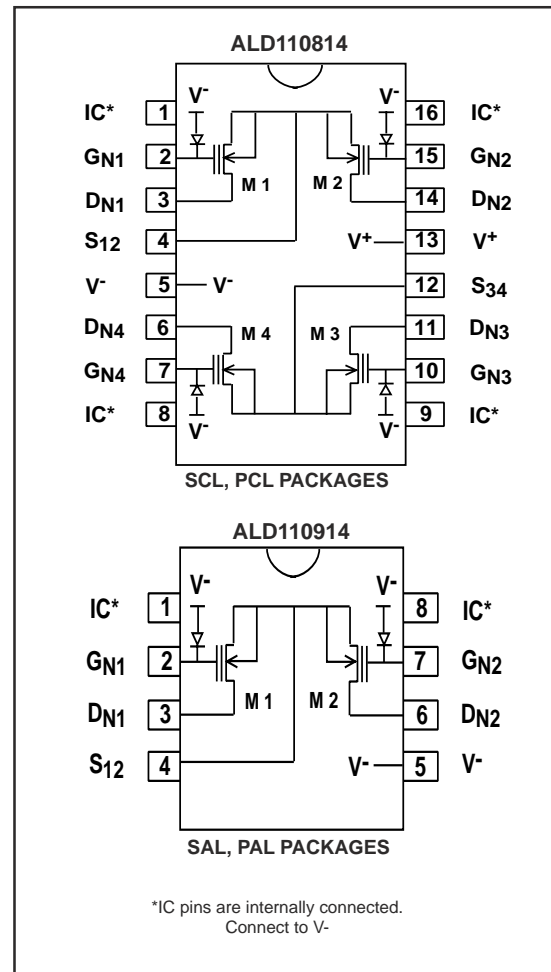 ALD110814
IC* 1 V- V- 16 IC*
GN1 2 M 1 M 2 15 GN2
DN1 3 14 DN2
S12 4 V+ 13 V+
V- 5 V- 12 S34
DN4 6 M 4 M 3 11 DN3
GN4 7 10 GN3
IC* 8 V- V- 9 IC*
SCL, PCL PACKAGES
ALD110914
IC* 1 V- V- 8 IC*
GN1 2 7 GN2
DN1 3 M 1 M 2 6 DN2
S12 4 V- 5 V-
SAL, PAL PACKAGES
*IC pins are internally connected.
Connect to V-